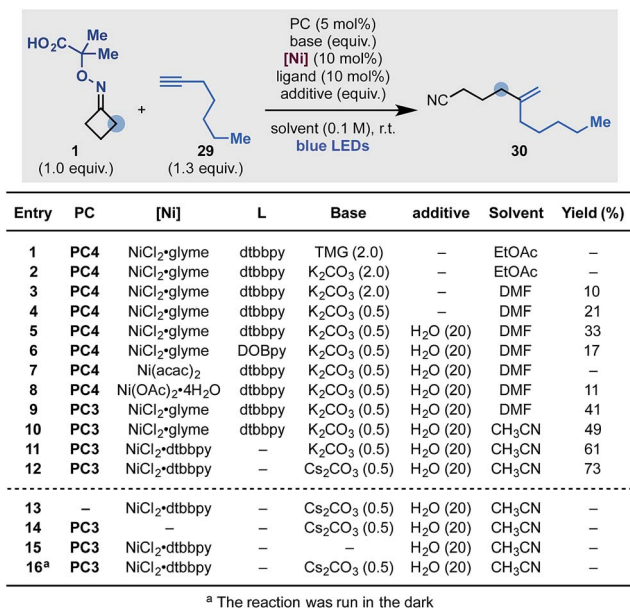 PC (5 mol%)
base (equiv.)
[Ni] (10 mol%)
ligand (10 mol%)
additive (equiv.)
solvent (0.1 M), r.t.
blue LEDs
HO₂C
Me
Me
O
N
+
Me
NC
Me
1
(1.0 equiv.)
29
(1.3 equiv.)
30
Entry PC [Ni] L Base additive Solvent Yield (%)
1 PC4 NiCl₂•glyme dtbbpy TMG (2.0) – EtOAc –
2 PC4 NiCl₂•glyme dtbbpy K₂CO₃ (2.0) – EtOAc –
3 PC4 NiCl₂•glyme dtbbpy K₂CO₃ (2.0) – DMF 10
4 PC4 NiCl₂•glyme dtbbpy K₂CO₃ (0.5) – DMF 21
5 PC4 NiCl₂•glyme dtbbpy K₂CO₃ (0.5) H₂O (20) DMF 33
6 PC4 NiCl₂•glyme DOBpy K₂CO₃ (0.5) H₂O (20) DMF 17
7 PC4 Ni(acac)₂ dtbbpy K₂CO₃ (0.5) H₂O (20) DMF –
8 PC4 Ni(OAc)₂•4H₂O dtbbpy K₂CO₃ (0.5) H₂O (20) DMF 11
9 PC3 NiCl₂•glyme dtbbpy K₂CO₃ (0.5) H₂O (20) DMF 41
10 PC3 NiCl₂•glyme dtbbpy K₂CO₃ (0.5) H₂O (20) CH₃CN 49
11 PC3 NiCl₂•dtbbpy – K₂CO₃ (0.5) H₂O (20) CH₃CN 61
12 PC3 NiCl₂•dtbbpy – Cs₂CO₃ (0.5) H₂O (20) CH₃CN 73
13 – NiCl₂•dtbbpy – Cs₂CO₃ (0.5) H₂O (20) CH₃CN –
14 PC3 – – Cs₂CO₃ (0.5) H₂O (20) CH₃CN –
15 PC3 NiCl₂•dtbbpy – – H₂O (20) CH₃CN –
16ᵃ PC3 NiCl₂•dtbbpy – Cs₂CO₃ (0.5) H₂O (20) CH₃CN –
ᵃ The reaction was run in the dark